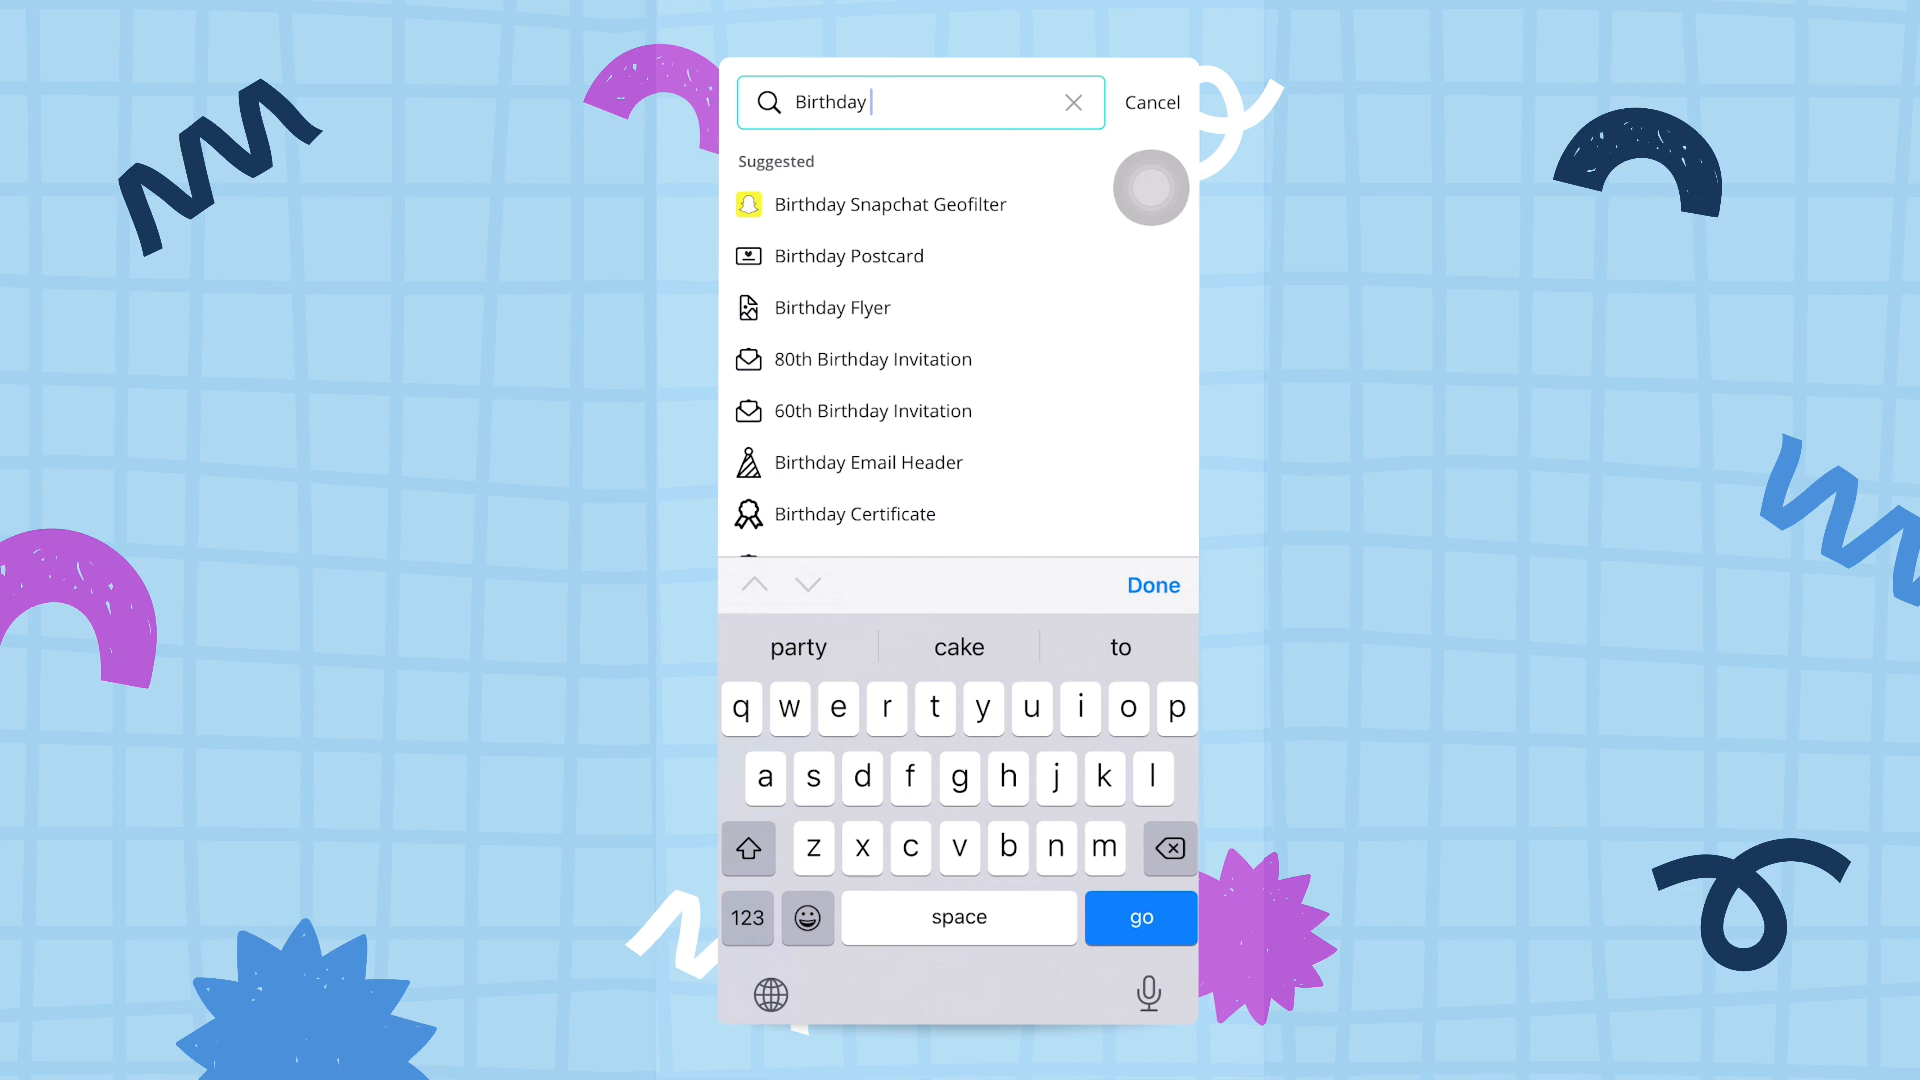 Birthday
Cancel
Suggested
Birthday Snapchat Geofilter
Birthday Postcard
Birthday Flyer
80th Birthday Invitation
60th Birthday Invitation
Birthday Email Header
Birthday Certificate
Done
party cake to
q w e r t y u i o p
a s d f g h j k l
z x c v b n m
123 space go